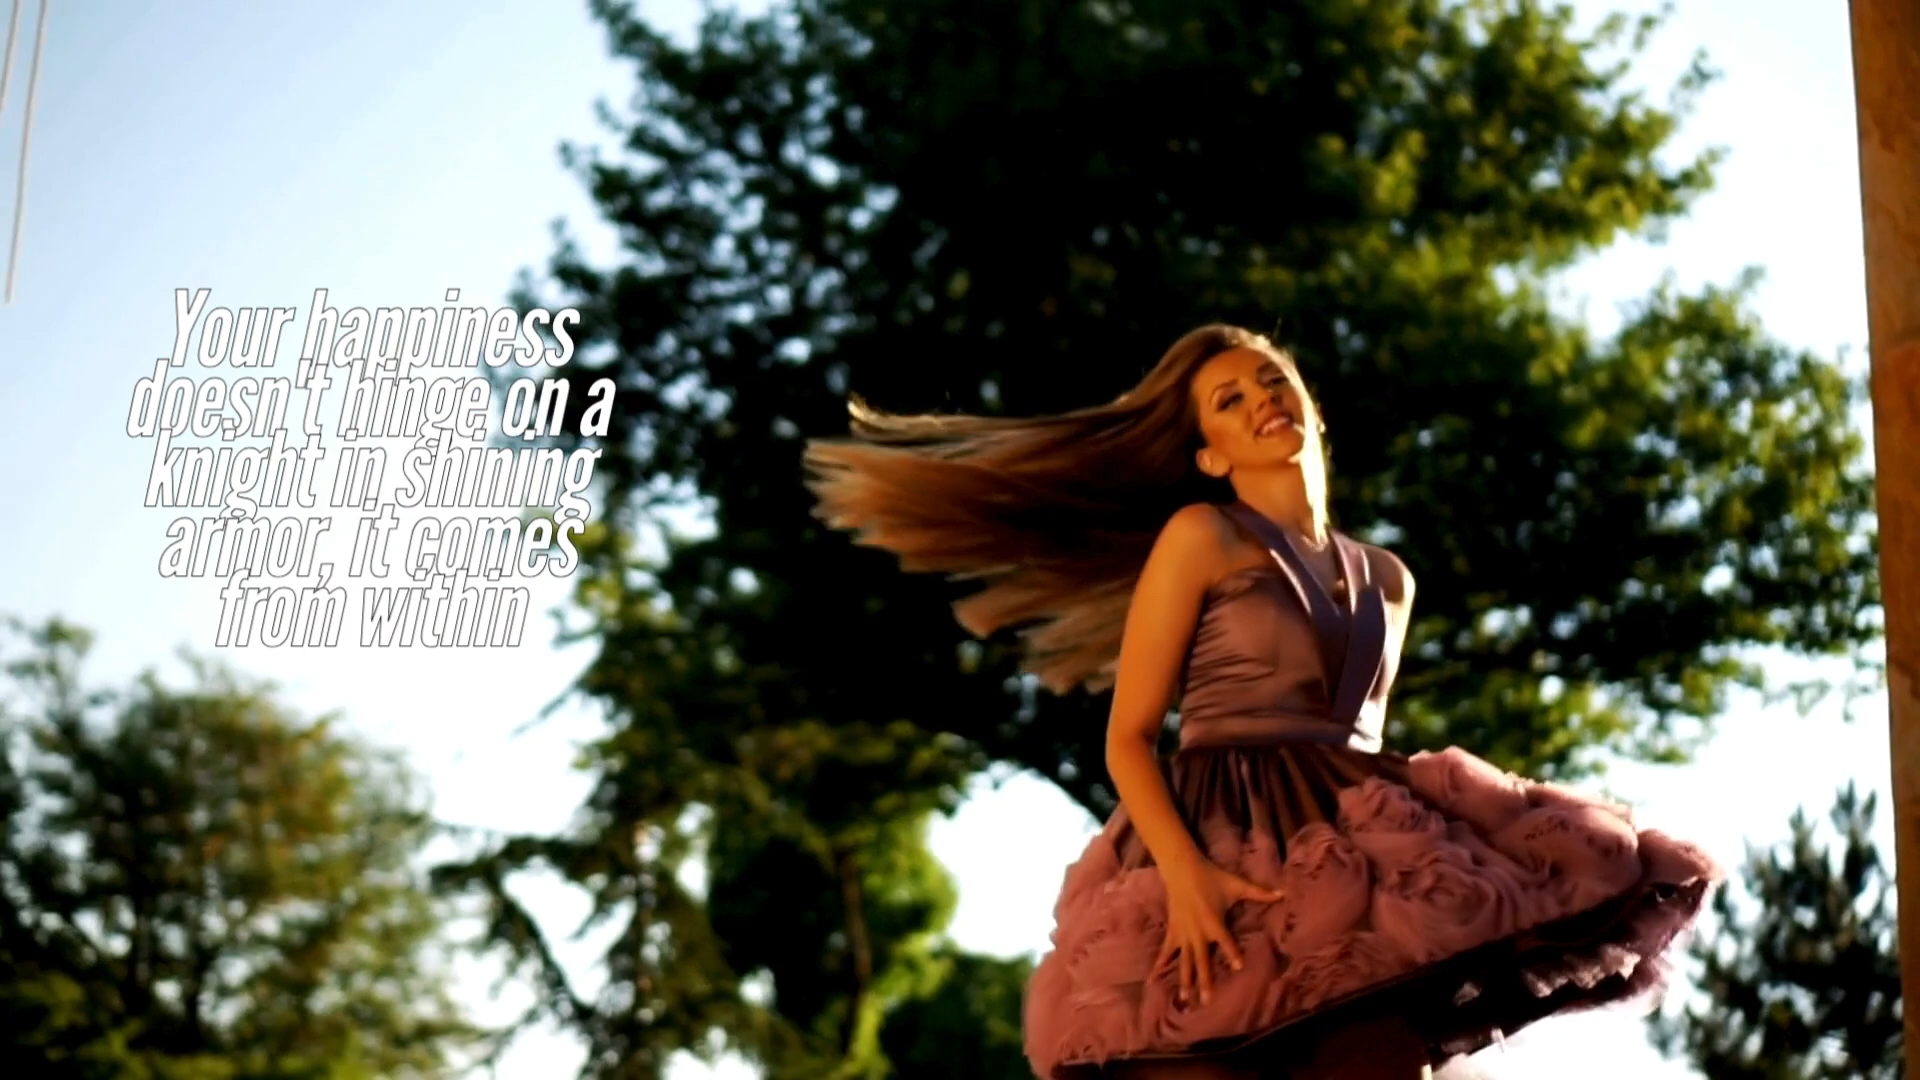 Your happiness
doesn't hinge on a
knight in shining
armor, it comes
from within